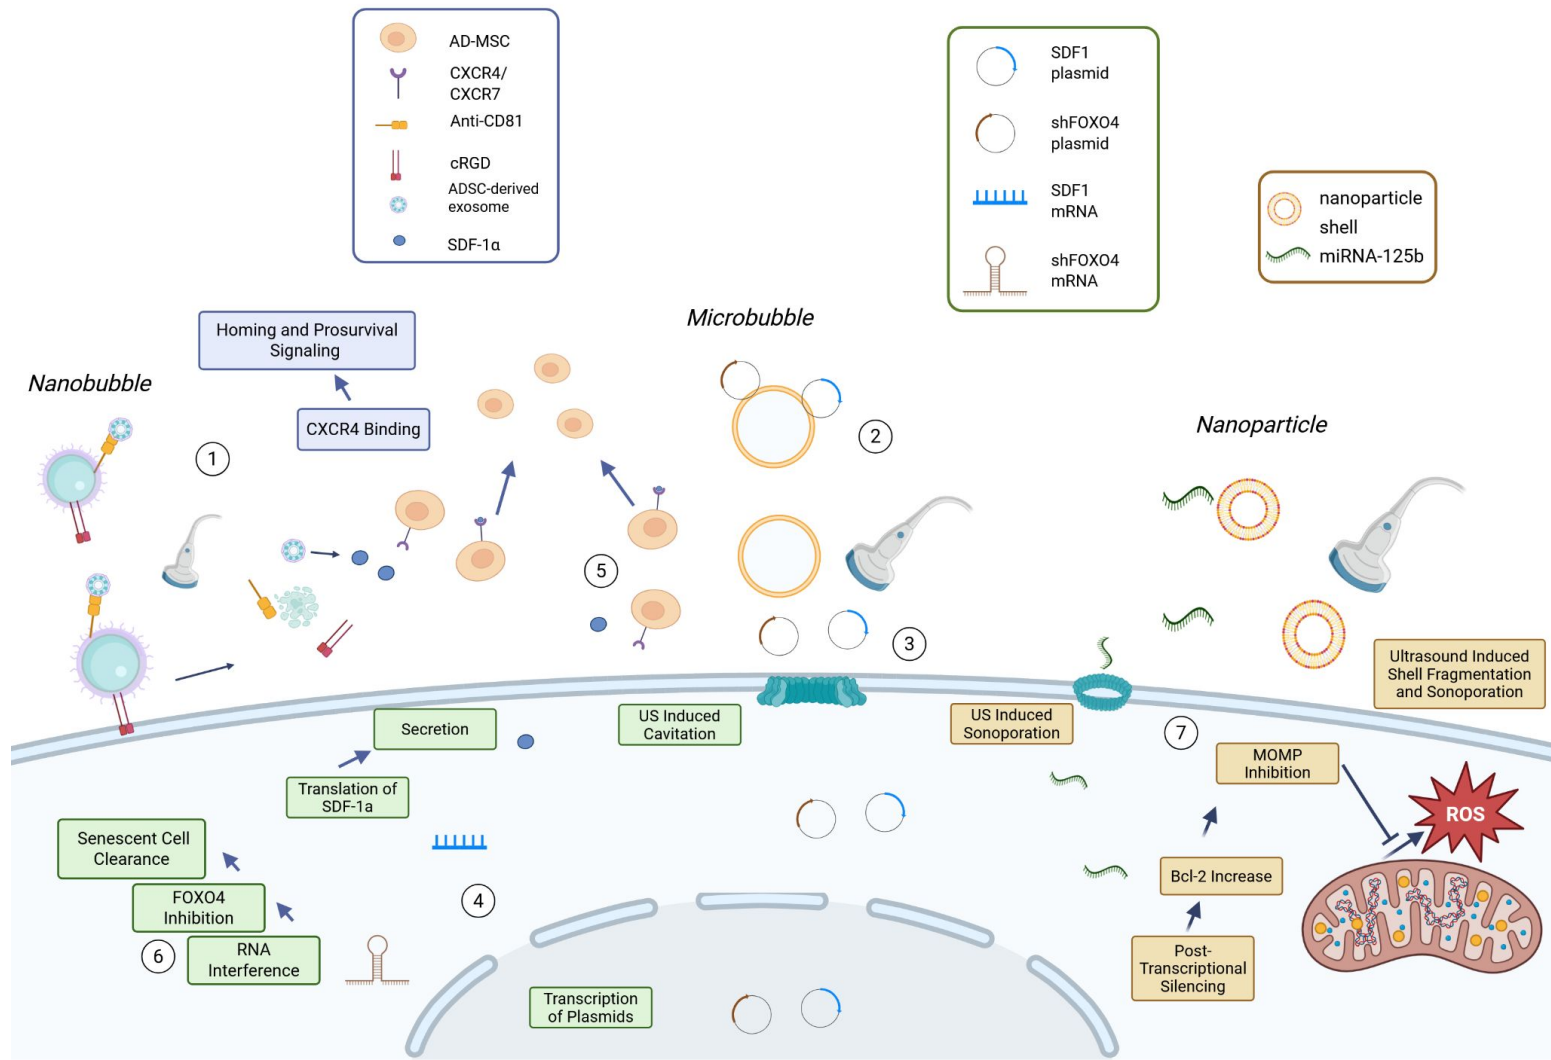 AD-MSC
CXCR4/
CXCR7
Anti-CD81
cRGD
ADSC-derived
exosome
SDF-1α
SDF1
plasmid
shFOXO4
plasmid
SDF1
mRNA
shFOXO4
mRNA
nanoparticle
shell
miRNA-125b
Homing and Prosurvival
Signaling
CXCR4 Binding
Nanobubble
1
Microbubble
2
Nanoparticle
5
3
Ultrasound Induced
Shell Fragmentation
and Sonoporation
Secretion
US Induced
Cavitation
US Induced
Sonoporation
7
MOMP
Inhibition
Translation of
SDF-1a
ROS
Senescent Cell
Clearance
FOXO4
Inhibition
4
Bcl-2 Increase
6
RNA
Interference
Post-
Transcriptional
Silencing
Transcription
of Plasmids